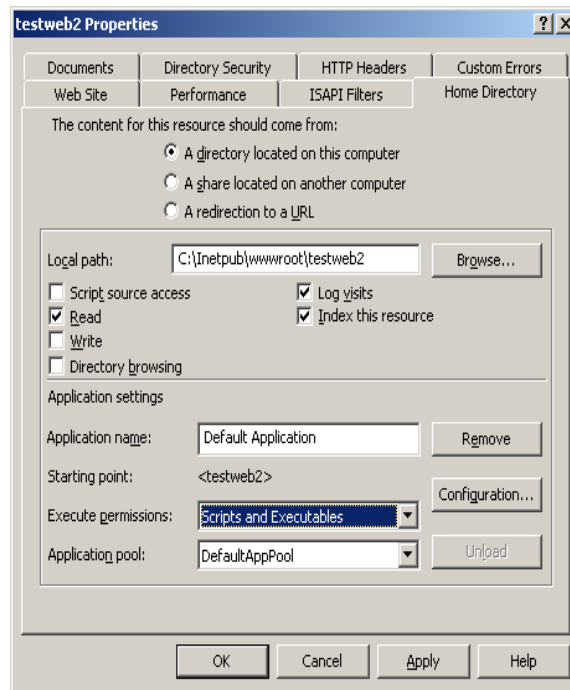 testweb2 Properties
? X
Documents Directory Security HTTP Headers Custom Errors
Web Site Performance ISAPI Filters Home Directory
The content for this resource should come from:
A directory located on this computer
A share located on another computer
A redirection to a URL
Local path: C:\Inetpub\wwwroot\testweb2 Browse...
Script source access Log visits
Read Index this resource
Write
Directory browsing
Application settings
Application name: Default Application Remove
Starting point: <testweb2>
Configuration...
Execute permissions: Scripts and Executables
Application pool: DefaultAppPool Unload
OK Cancel Apply Help